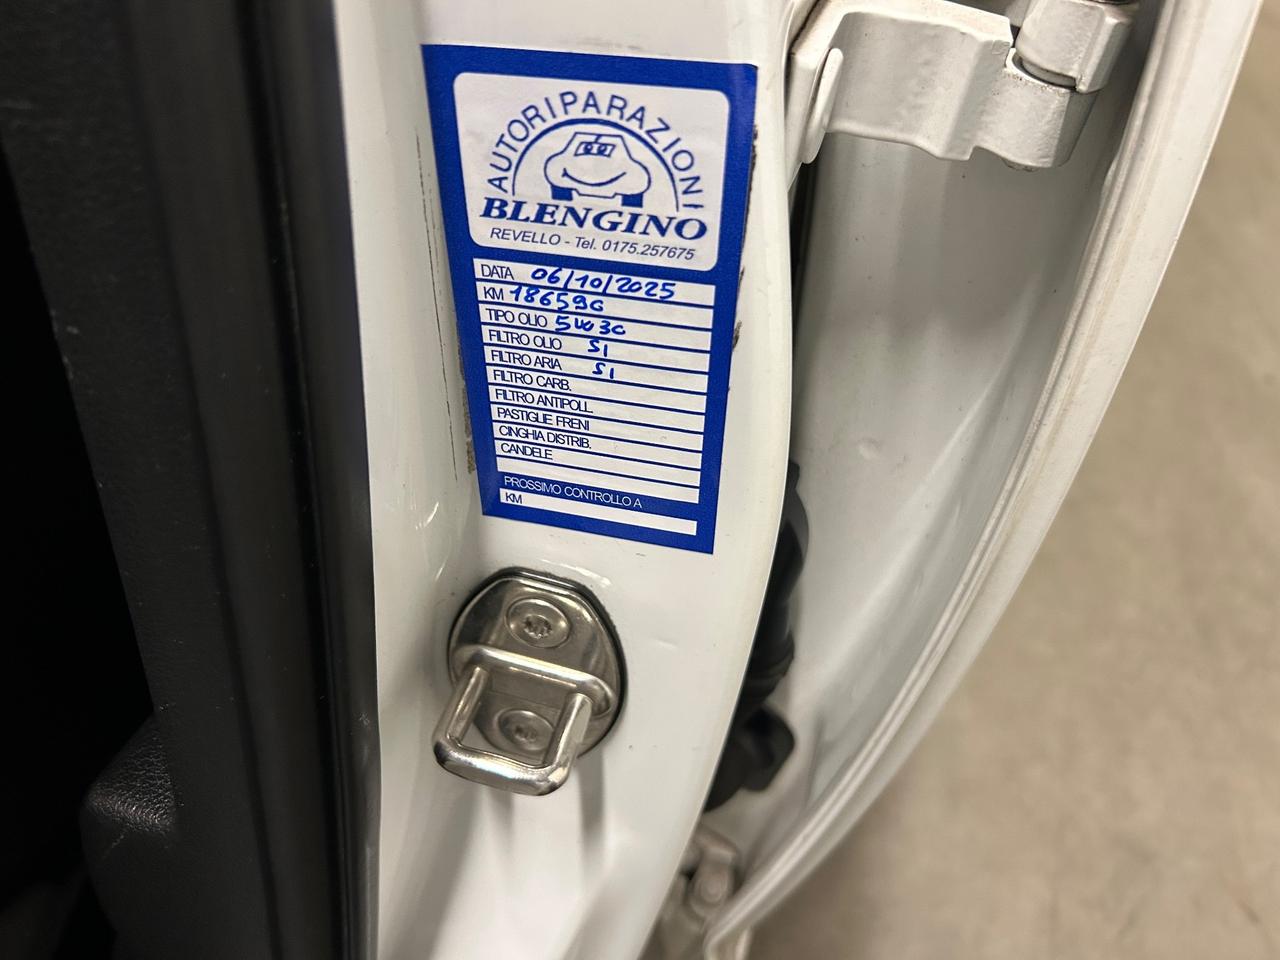 AUTORIPARAZIONI
BLENGINO
REVELLO - Tel. 0175.257675
DATA 06/10/2025
KM 186590
TIPO OLIO 5W30
FILTRO OLIO SI
FILTRO ARIA SI
FILTRO CARB.
FILTRO ANTIPOLL.
PASTIGLIE FRENI
CINGHIA DISTRIB.
CANDELE
PROSSIMO CONTROLLO A
KM